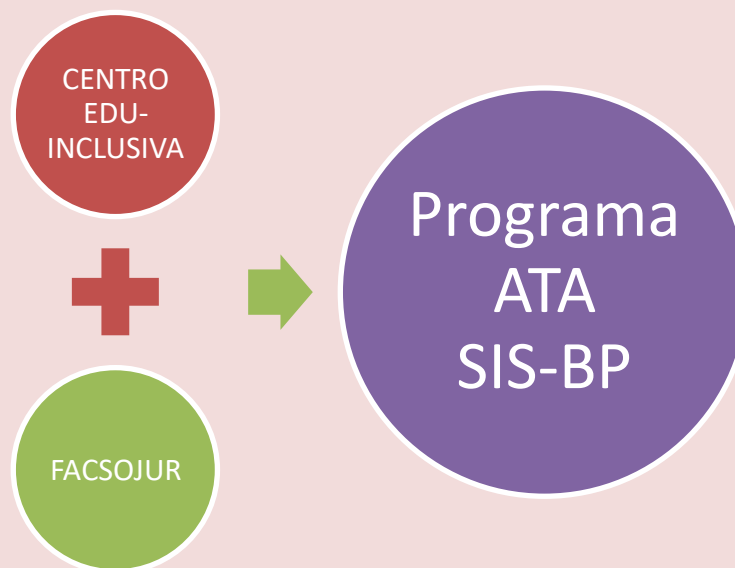 CENTRO
EDU-
INCLUSIVA
FACSOJUR
Programa
ATA
SIS-BP